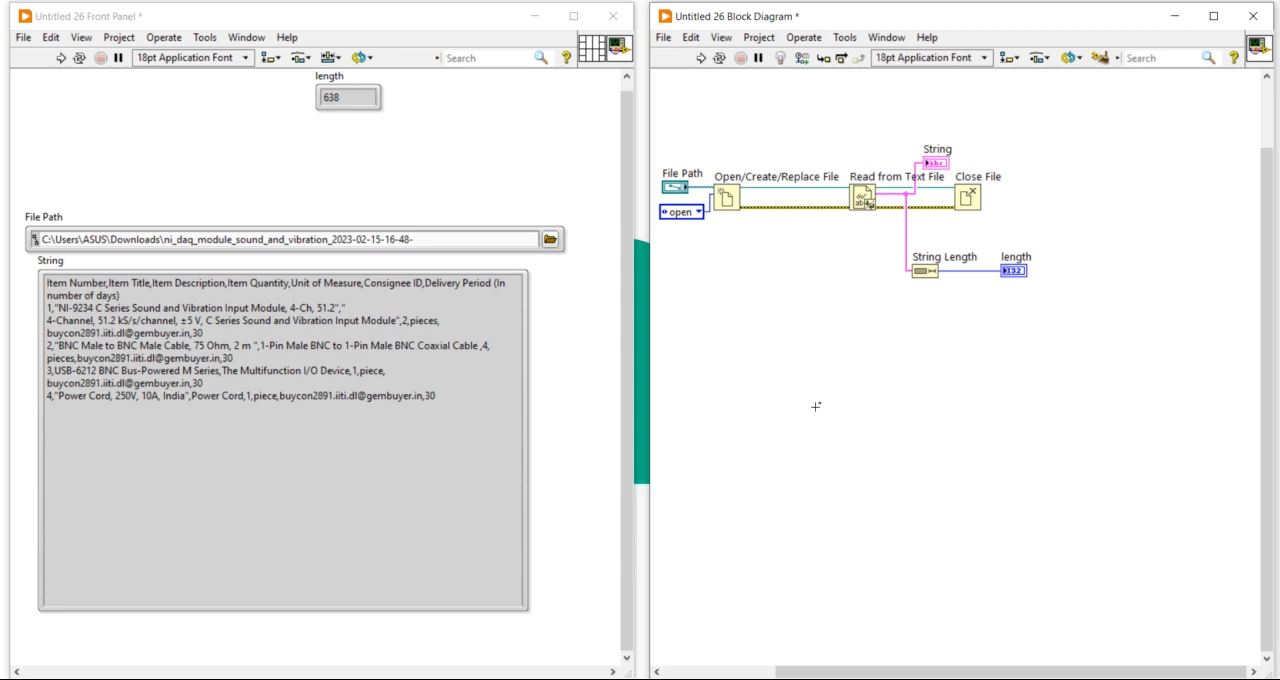 Untitled 26 Front Panel *
File Edit View Project Operate Tools Window Help
18pt Application Font
Search
length
638
File Path
C:\Users\ASUS\Downloads\ni_daq_module_sound_and_vibration_2023-02-15-16-48-
String
Item Number,Item Title,Item Description,Item Quantity,Unit of Measure,Consignee ID,Delivery Period (In
number of days)
1,"NI-9234 C Series Sound and Vibration Input Module, 4-Ch, 51.2","
4-Channel, 51.2 kS/s/channel, ±5 V, C Series Sound and Vibration Input Module",2,pieces,
buycon2891.iiti.dl@gembuyer.in,30
2,"BNC Male to BNC Male Cable, 75 Ohm, 2 m ",1-Pin Male BNC to 1-Pin Male BNC Coaxial Cable ,4,
pieces,buycon2891.iiti.dl@gembuyer.in,30
3,USB-6212 BNC Bus-Powered M Series,The Multifunction I/O Device,1,piece,
buycon2891.iiti.dl@gembuyer.in,30
4,"Power Cord, 250V, 10A, India",Power Cord,1,piece,buycon2891.iiti.dl@gembuyer.in,30
Untitled 26 Block Diagram *
File Edit View Project Operate Tools Window Help
18pt Application Font
Search
String
abc
File Path
Open/Create/Replace File
Read from Text File
Close File
open
String Length
length
I32